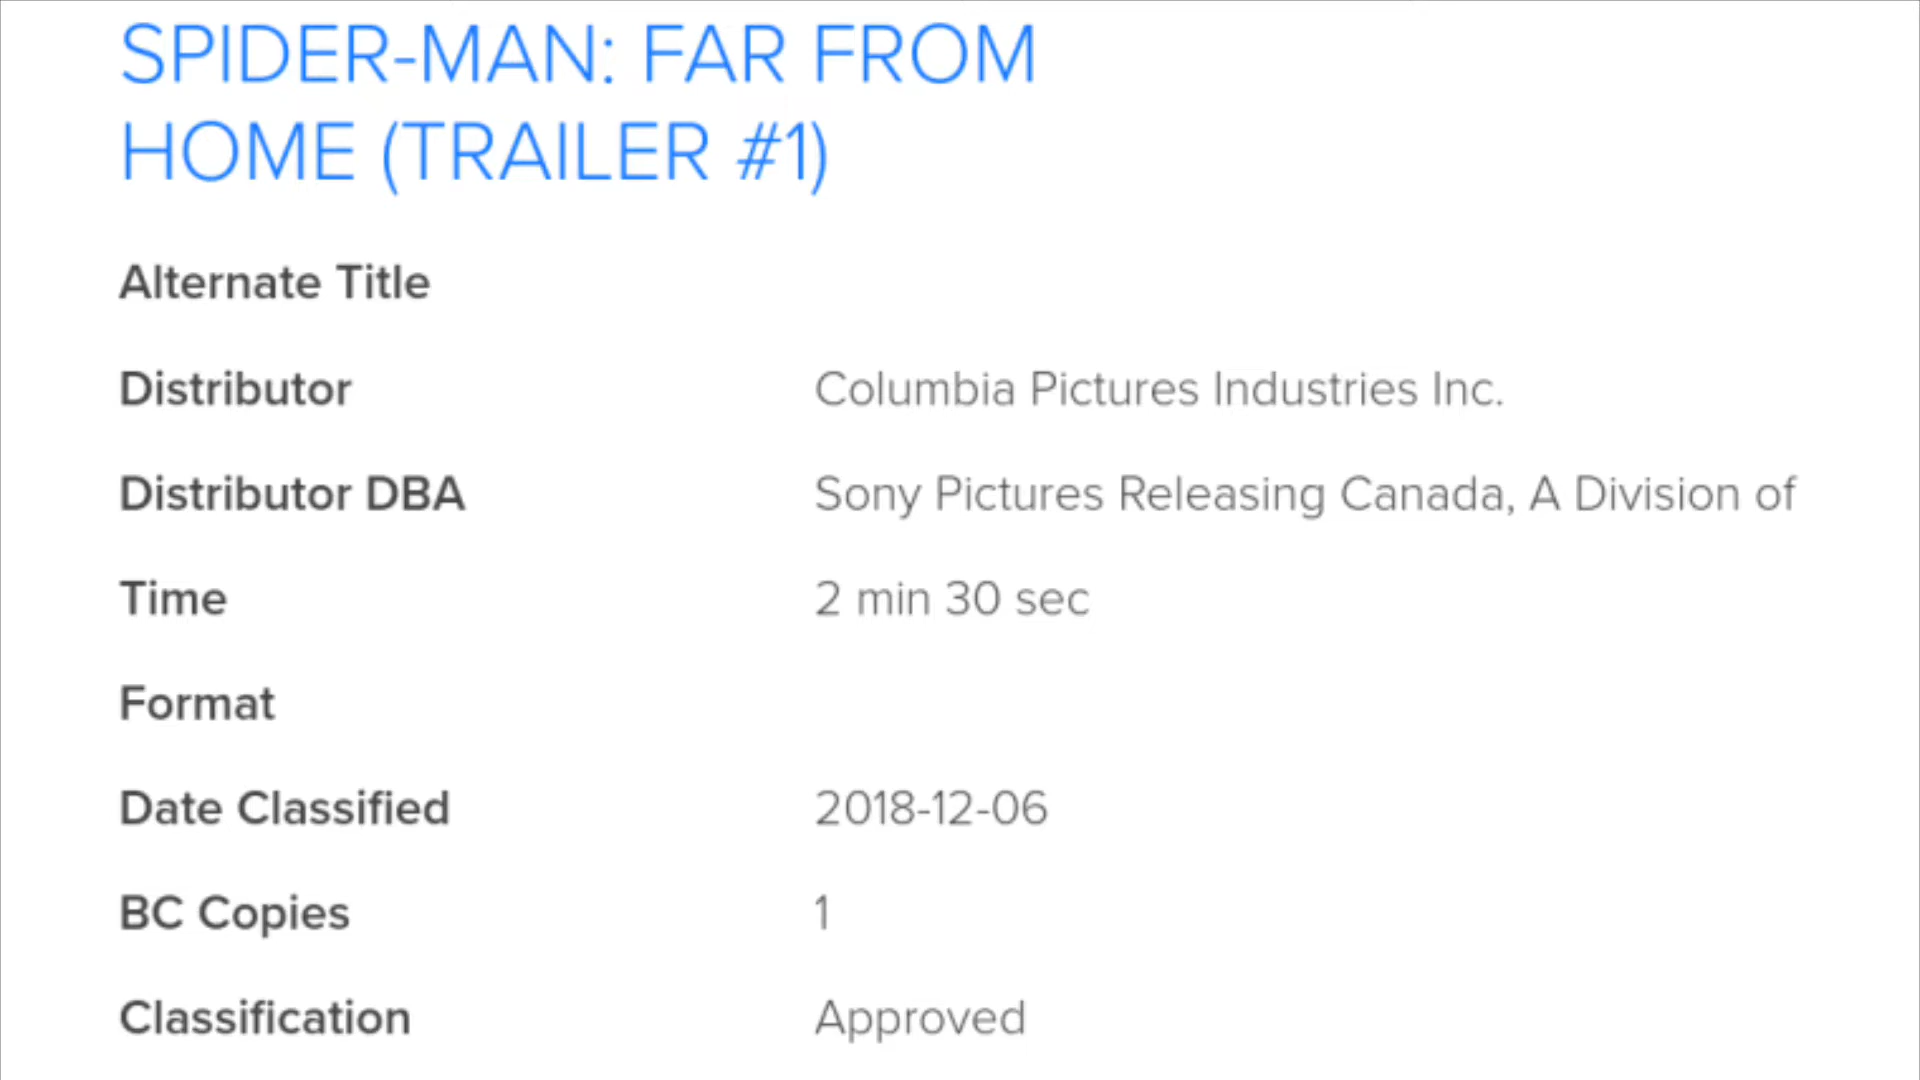 SPIDER-MAN: FAR FROM
HOME (TRAILER #1)
Alternate Title
Distributor Columbia Pictures Industries Inc.
Distributor DBA Sony Pictures Releasing Canada, A Division of
Time 2 min 30 sec
Format
Date Classified 2018-12-06
BC Copies 1
Classification Approved